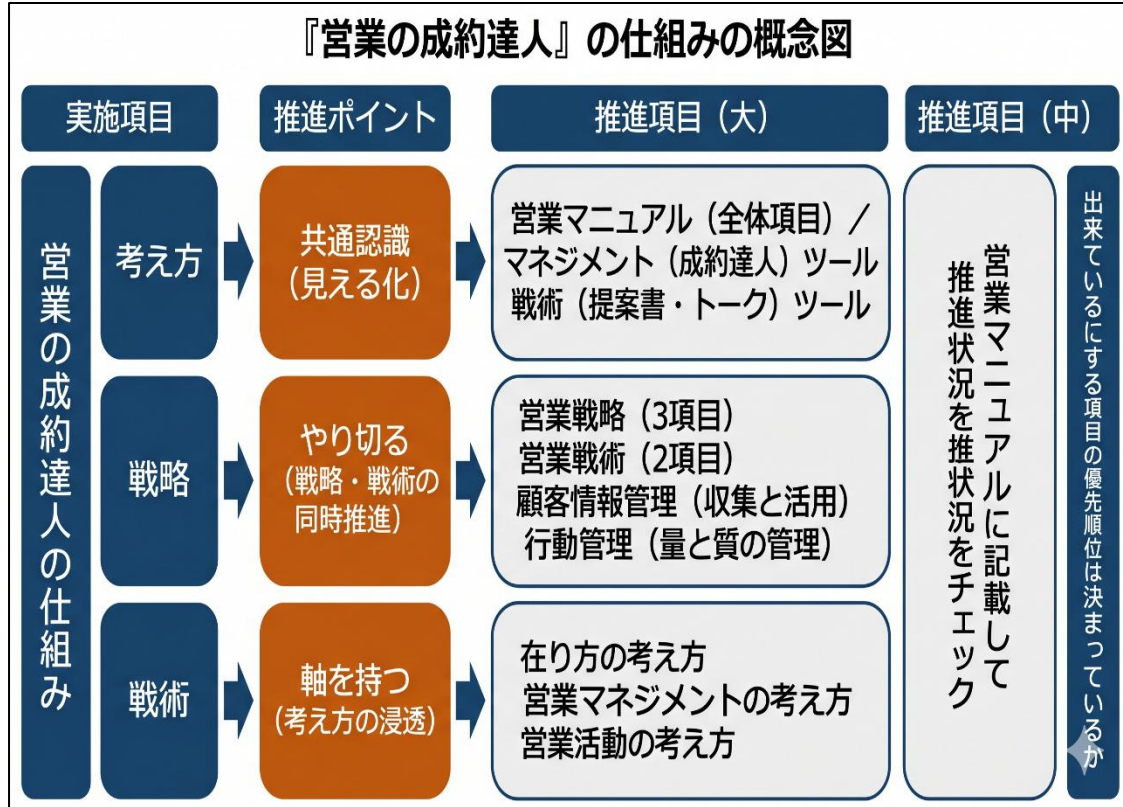 『営業の成約達人』の仕組みの概念図
実施項目
推進ポイント
推進項目（大）
推進項目（中）
営業の成約達人の仕組み
考え方
共通認識
（見える化）
営業マニュアル（全体項目）／
マネジメント（成約達人）ツール
戦術（提案書・トーク）ツール
戦略
やり切る
（戦略・戦術の
同時推進）
営業戦略（3項目）
営業戦術（2項目）
顧客情報管理（収集と活用）
行動管理（量と質の管理）
戦術
軸を持つ
（考え方の浸透）
在り方の考え方
営業マネジメントの考え方
営業活動の考え方
営業マニュアルに記載して
推進状況を推状況をチェック
出来ているにする項目の優先順位は決まっているか